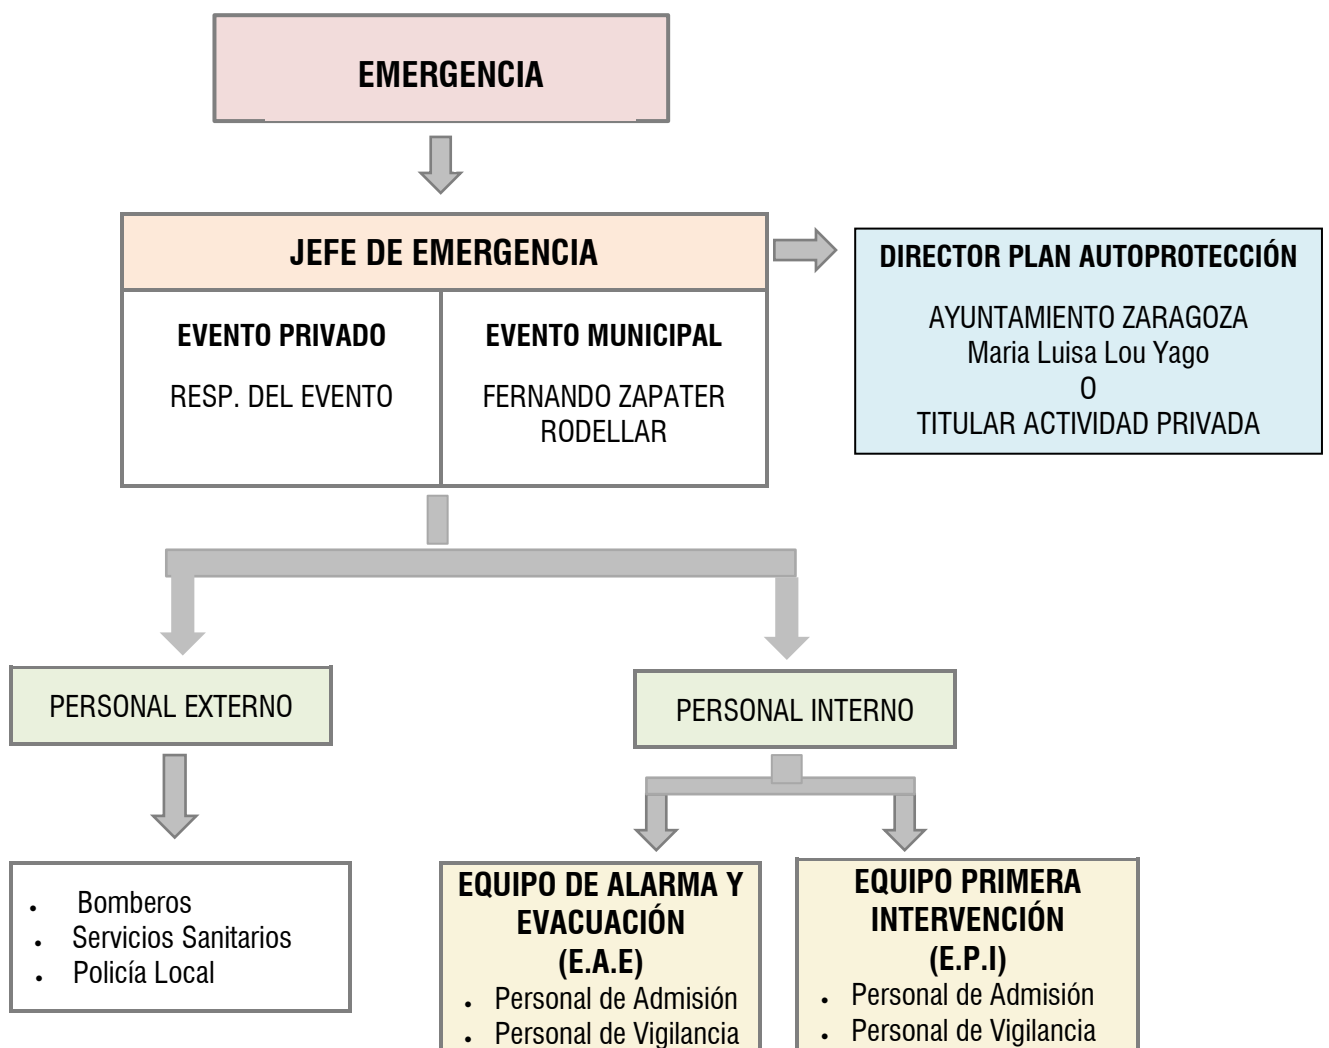 EMERGENCIA
JEFE DE EMERGENCIA
EVENTO PRIVADO
RESP. DEL EVENTO
EVENTO MUNICIPAL
FERNANDO ZAPATER
RODELLAR
DIRECTOR PLAN AUTOPROTECCIÓN
AYUNTAMIENTO ZARAGOZA
Maria Luisa Lou Yago
O
TITULAR ACTIVIDAD PRIVADA
PERSONAL EXTERNO
PERSONAL INTERNO
• Bomberos
• Servicios Sanitarios
• Policía Local
EQUIPO DE ALARMA Y
EVACUACIÓN
(E.A.E)
• Personal de Admisión
• Personal de Vigilancia
EQUIPO PRIMERA
INTERVENCIÓN
(E.P.I)
• Personal de Admisión
• Personal de Vigilancia